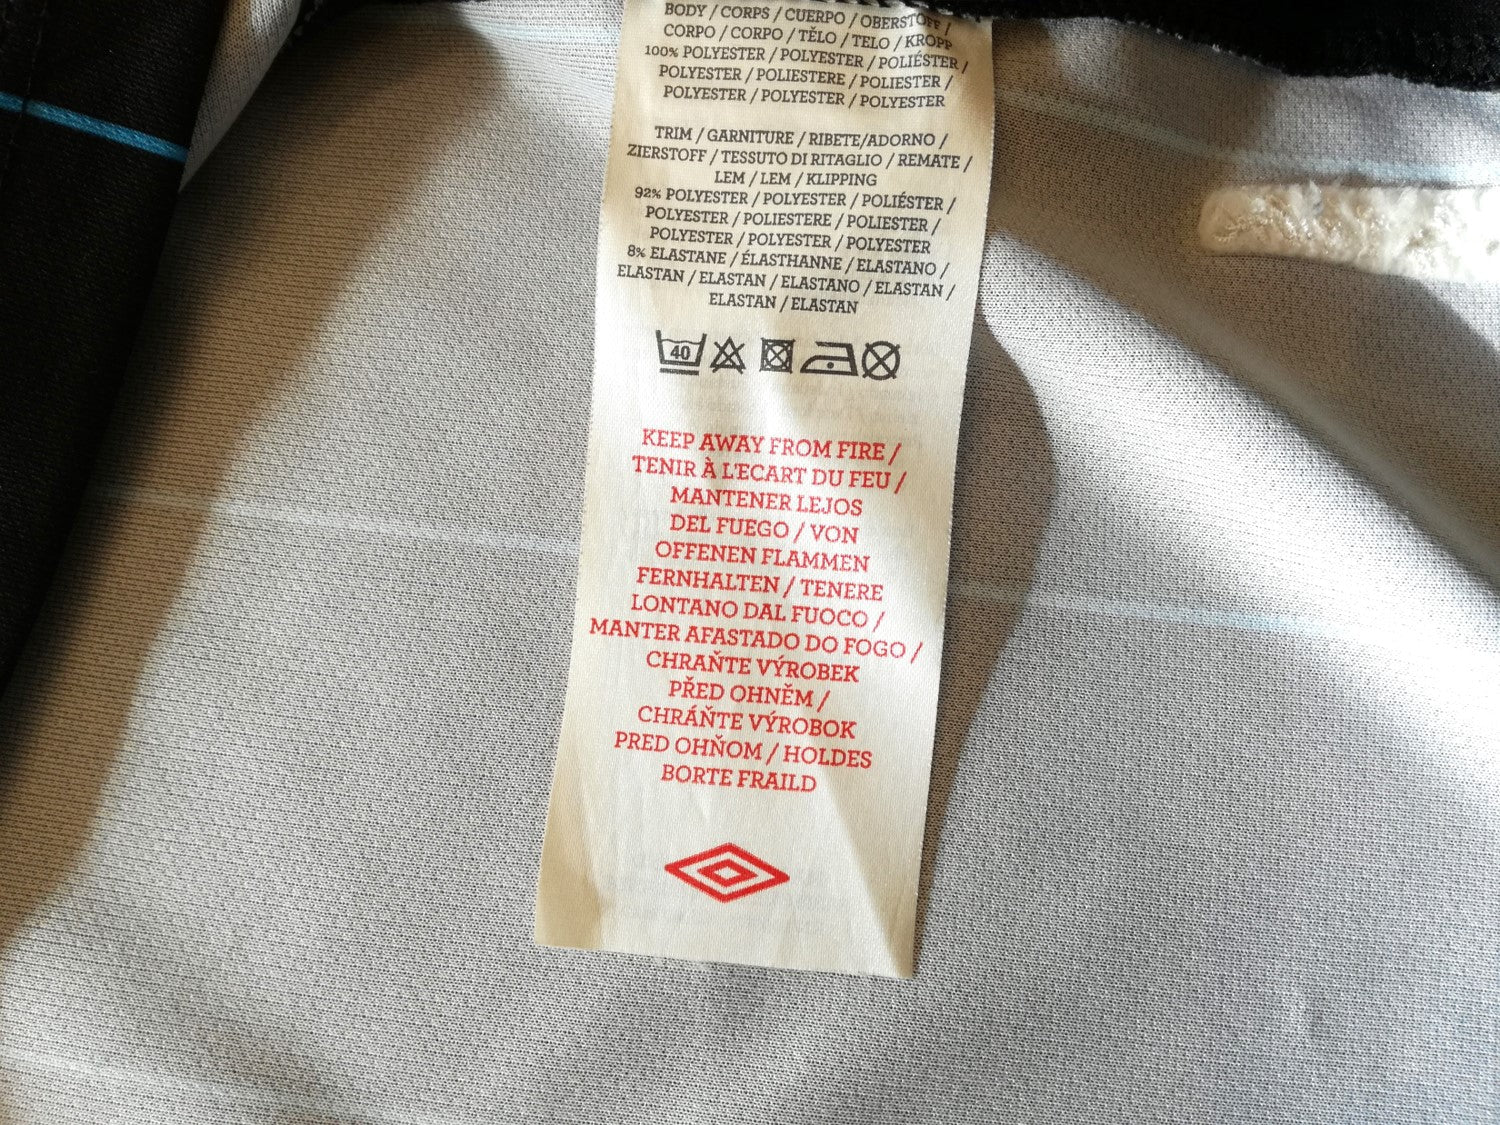 BODY / CORPS / CUERPO / OBERSTOFF /
CORPO / CORPO / TĚLO / TELO / KROPP
100% POLYESTER / POLYESTER / POLIÉSTER /
POLYESTER / POLIESTERE / POLIESTER /
POLYESTER / POLYESTER / POLYESTER
TRIM / GARNITURE / RIBETE/ADORNO /
ZIERSTOFF / TESSUTO DI RITAGLIO / REMATE /
LEM / LEM / KLIPPING
92% POLYESTER / POLYESTER / POLIÉSTER /
POLYESTER / POLIESTERE / POLIESTER /
POLYESTER / POLYESTER / POLYESTER
8% ELASTANE / ÉLASTHANNE / ELASTANO /
ELASTAN / ELASTAN / ELASTANO / ELASTAN /
ELASTAN / ELASTAN
40
KEEP AWAY FROM FIRE /
TENIR À L'ECART DU FEU /
MANTENER LEJOS
DEL FUEGO / VON
OFFENEN FLAMMEN
FERNHALTEN / TENERE
LONTANO DAL FUOCO /
MANTER AFASTADO DO FOGO /
CHRAŇTE VÝROBEK
PŘED OHNĚM /
CHRÁŇTE VÝROBOK
PRED OHŇOM / HOLDES
BORTE FRAILD